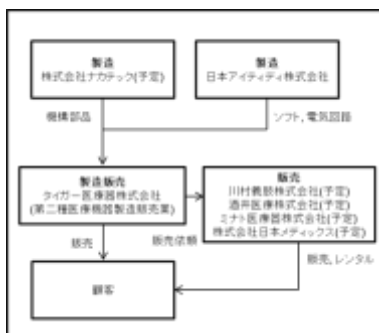 製造
株式会社ナカテック(予定)
製造
日本アイティディ株式会社
機構部品
ソフト,電気回路
製造販売
タイガー医療器株式会社
(第二種医療機器製造販売業)
販売
川村義肢株式会社(予定)
酒井医療株式会社(予定)
ミナト医療器株式会社(予定)
株式会社日本メディックス(予定)
販売
販売依頼
販売,レンタル
顧客